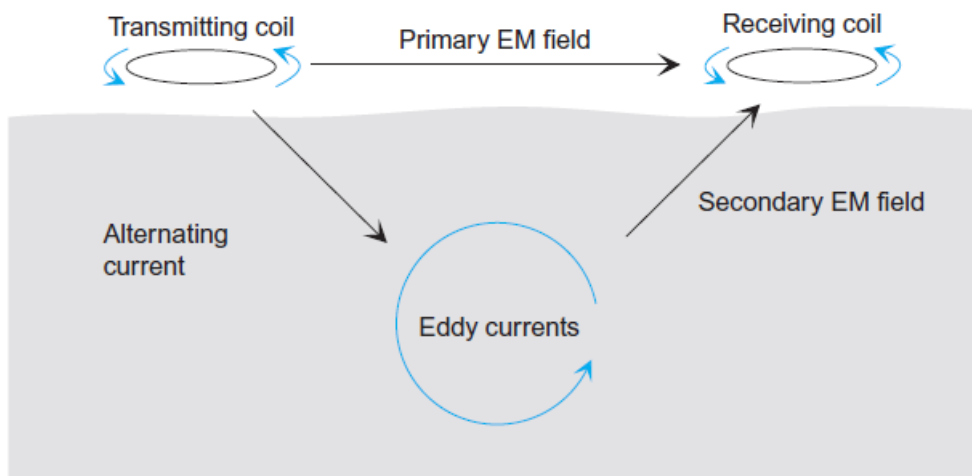 Transmitting coil
Primary EM field
Receiving coil
Secondary EM field
Alternating
current
Eddy currents